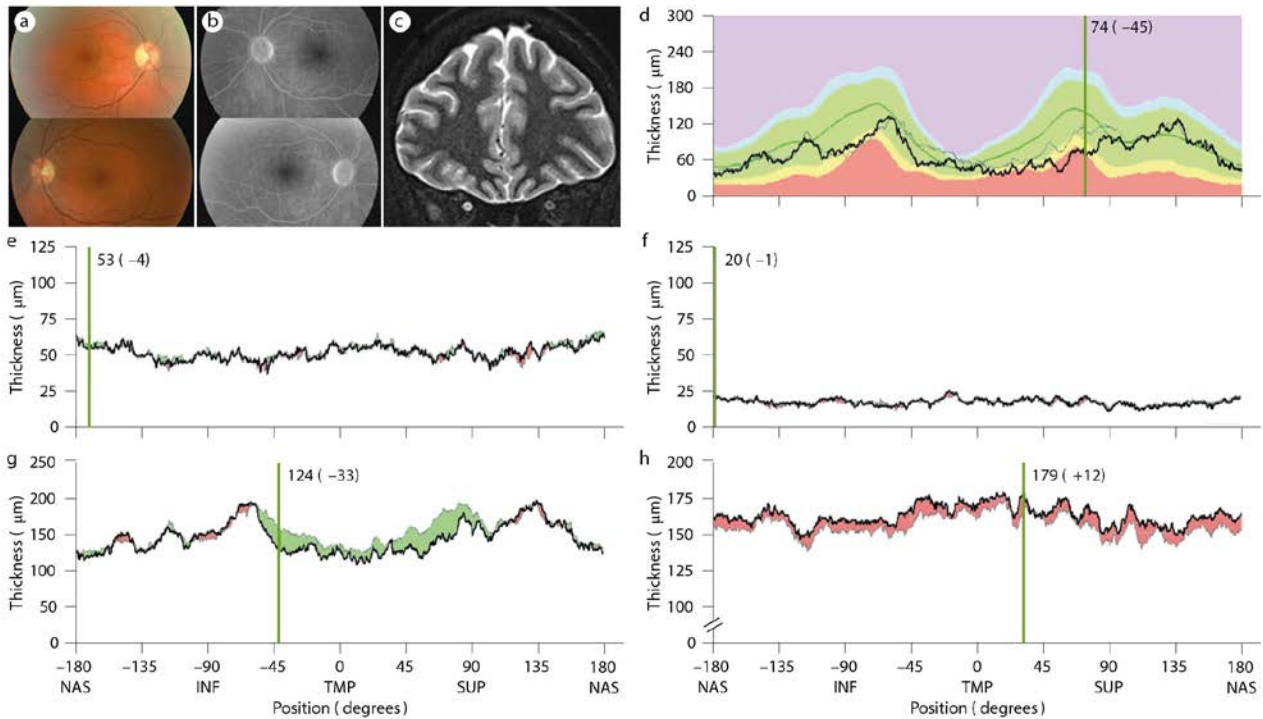 a
b
c
d
300
240
180
120
60
0
Thickness ( μm)
74 ( −45)
e
125
100
75
50
25
0
Thickness ( μm)
53 ( −4)
f
125
100
75
50
25
0
Thickness ( μm)
20 ( −1)
g
250
200
150
100
50
0
Thickness ( μm)
124 ( −33)
−180 −135 −90 −45 0 45 90 135 180
NAS INF TMP SUP NAS
Position ( degrees )
h
200
175
150
125
100
0
Thickness ( μm)
179 ( +12)
−180 −135 −90 −45 0 45 90 135 180
NAS INF TMP SUP NAS
Position ( degrees )